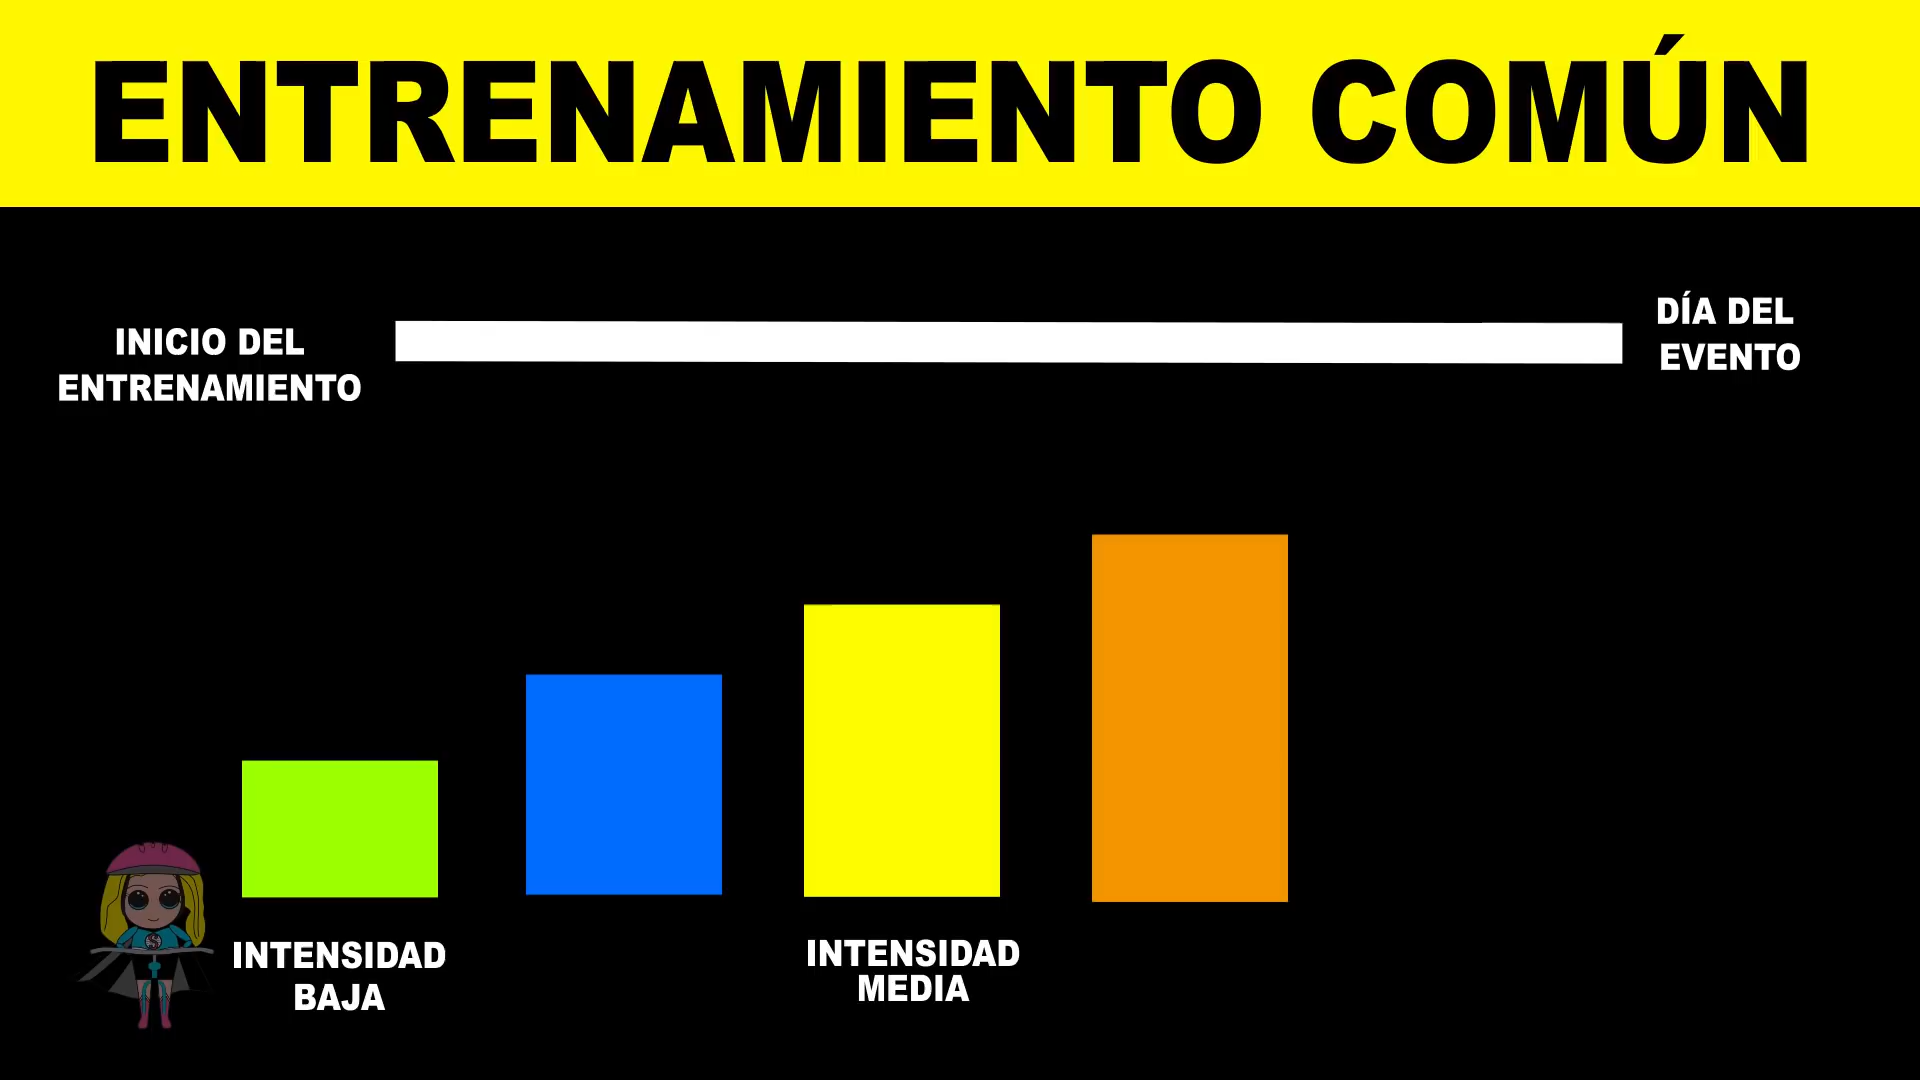 ENTRENAMIENTO COMÚN
INICIO DEL
ENTRENAMIENTO
DÍA DEL
EVENTO
INTENSIDAD
BAJA
INTENSIDAD
MEDIA